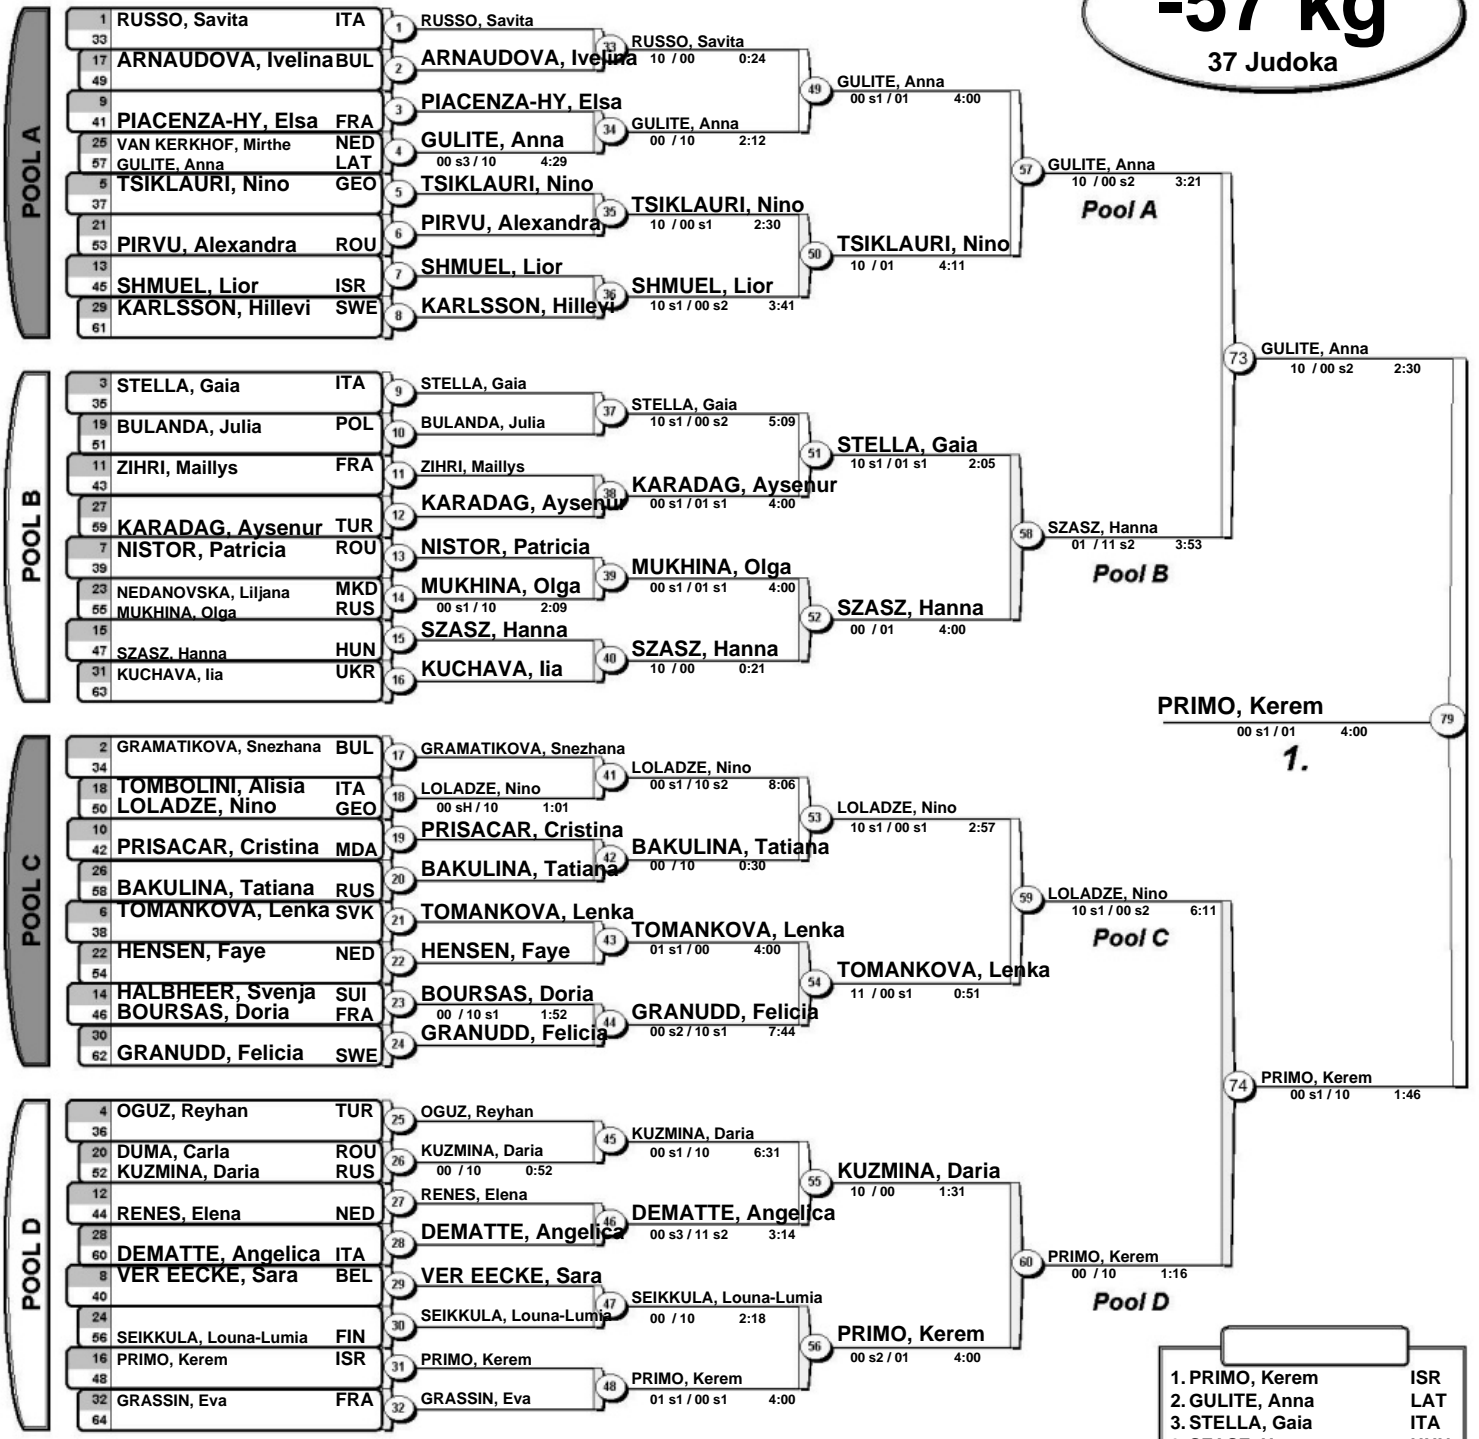 -57 kg
37 Judoka
POOL A
1 RUSSO, Savita ITA
33
17 ARNAUDOVA, Ivelina BUL
49
9
41 PIACENZA-HY, Elsa FRA
25 VAN KERKHOF, Mirthe NED
57 GULITE, Anna LAT
5 TSIKLAURI, Nino GEO
37
21
53 PIRVU, Alexandra ROU
13
45 SHMUEL, Lior ISR
29 KARLSSON, Hillevi SWE
61
1 RUSSO, Savita
2 ARNAUDOVA, Ivelina
3 PIACENZA-HY, Elsa
4 GULITE, Anna
00 s3 / 10 4:29
5 TSIKLAURI, Nino
6 PIRVU, Alexandra
7 SHMUEL, Lior
8 KARLSSON, Hillevi
33 RUSSO, Savita
10 / 00 0:24
34 GULITE, Anna
00 / 10 2:12
35 TSIKLAURI, Nino
10 / 00 s1 2:30
36 SHMUEL, Lior
10 s1 / 00 s2 3:41
49 GULITE, Anna
00 s1 / 01 4:00
50 TSIKLAURI, Nino
10 / 01 4:11
57 GULITE, Anna
10 / 00 s2 3:21
Pool A
POOL B
3 STELLA, Gaia ITA
35
19 BULANDA, Julia POL
51
11 ZIHRI, Maillys FRA
43
27
59 KARADAG, Aysenur TUR
7 NISTOR, Patricia ROU
39
23 NEDANOVSKA, Liljana MKD
55 MUKHINA, Olga RUS
15
47 SZASZ, Hanna HUN
31 KUCHAVA, Iia UKR
63
9 STELLA, Gaia
10 BULANDA, Julia
11 ZIHRI, Maillys
12 KARADAG, Aysenur
13 NISTOR, Patricia
14 MUKHINA, Olga
00 s1 / 10 2:09
15 SZASZ, Hanna
16 KUCHAVA, Iia
37 STELLA, Gaia
10 s1 / 00 s2 5:09
38 KARADAG, Aysenur
00 s1 / 01 s1 4:00
39 MUKHINA, Olga
00 s1 / 01 s1 4:00
40 SZASZ, Hanna
10 / 00 0:21
51 STELLA, Gaia
10 s1 / 01 s1 2:05
52 SZASZ, Hanna
00 / 01 4:00
58 SZASZ, Hanna
01 / 11 s2 3:53
Pool B
73 GULITE, Anna
10 / 00 s2 2:30
PRIMO, Kerem 79
00 s1 / 01 4:00
1.
POOL C
2 GRAMATIKOVA, Snezhana BUL
34
18 TOMBOLINI, Alisia ITA
50 LOLADZE, Nino GEO
10
42 PRISACAR, Cristina MDA
26
58 BAKULINA, Tatiana RUS
6 TOMANKOVA, Lenka SVK
38
22 HENSEN, Faye NED
54
14 HALBHEER, Svenja SUI
46 BOURSAS, Doria FRA
30
62 GRANUDD, Felicia SWE
17 GRAMATIKOVA, Snezhana
18 LOLADZE, Nino
00 sH / 10 1:01
19 PRISACAR, Cristina
20 BAKULINA, Tatiana
21 TOMANKOVA, Lenka
22 HENSEN, Faye
23 BOURSAS, Doria
00 / 10 s1 1:52
24 GRANUDD, Felicia
41 LOLADZE, Nino
00 s1 / 10 s2 8:06
42 BAKULINA, Tatiana
00 / 10 0:30
43 TOMANKOVA, Lenka
01 s1 / 00 4:00
44 GRANUDD, Felicia
00 s2 / 10 s1 7:44
53 LOLADZE, Nino
10 s1 / 00 s1 2:57
54 TOMANKOVA, Lenka
11 / 00 s1 0:51
59 LOLADZE, Nino
10 s1 / 00 s2 6:11
Pool C
POOL D
4 OGUZ, Reyhan TUR
36
20 DUMA, Carla ROU
52 KUZMINA, Daria RUS
12
44 RENES, Elena NED
28
60 DEMATTE, Angelica ITA
8 VER EECKE, Sara BEL
40
24
56 SEIKKULA, Louna-Lumia FIN
16 PRIMO, Kerem ISR
48
32 GRASSIN, Eva FRA
64
25 OGUZ, Reyhan
26 KUZMINA, Daria
00 / 10 0:52
27 RENES, Elena
28 DEMATTE, Angelica
29 VER EECKE, Sara
30 SEIKKULA, Louna-Lumia
31 PRIMO, Kerem
32 GRASSIN, Eva
45 KUZMINA, Daria
00 s1 / 10 6:31
46 DEMATTE, Angelica
00 s3 / 11 s2 3:14
47 SEIKKULA, Louna-Lumia
00 / 10 2:18
48 PRIMO, Kerem
01 s1 / 00 s1 4:00
55 KUZMINA, Daria
10 / 00 1:31
56 PRIMO, Kerem
00 s2 / 01 4:00
60 PRIMO, Kerem
00 / 10 1:16
Pool D
74 PRIMO, Kerem
00 s1 / 10 1:46
1. PRIMO, Kerem ISR
2. GULITE, Anna LAT
3. STELLA, Gaia ITA